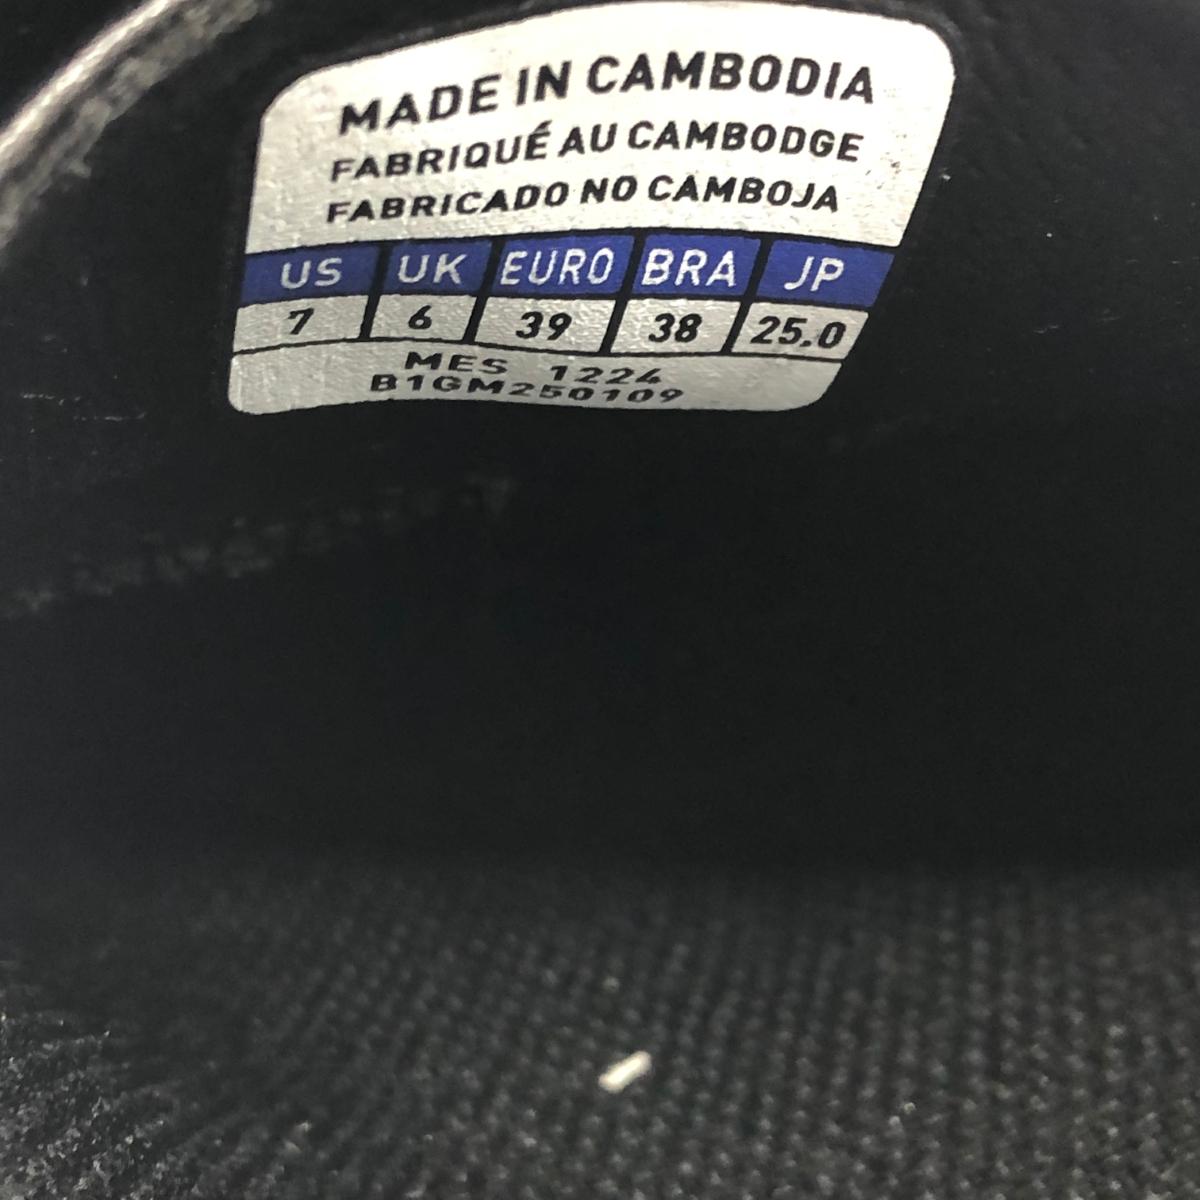 MADE IN CAMBODIA
FABRIQUÉ AU CAMBODGE
FABRICADO NO CAMBOJA
US UK EURO BRA JP
7 6 39 38 25.0
MES 1224
B1GM250109